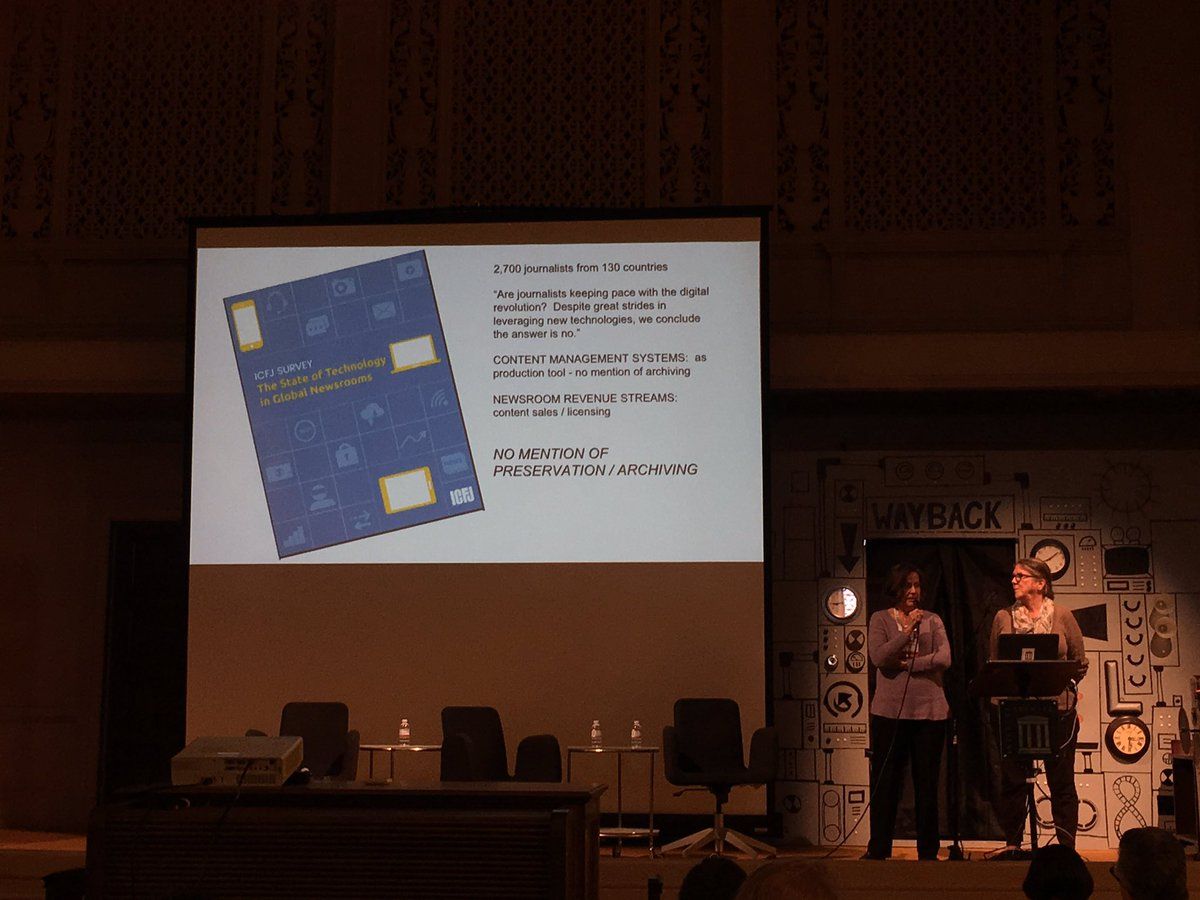 2,700 journalists from 130 countries
"Are journalists keeping pace with the digital
revolution? Despite great strides in
leveraging new technologies, we conclude
the answer is no."
CONTENT MANAGEMENT SYSTEMS: as
production tool - no mention of archiving
NEWSROOM REVENUE STREAMS:
content sales / licensing
NO MENTION OF
PRESERVATION / ARCHIVING
ICFJ SURVEY
The State of Technology
in Global Newsrooms
NEWS
ICFJ
WAYBACK